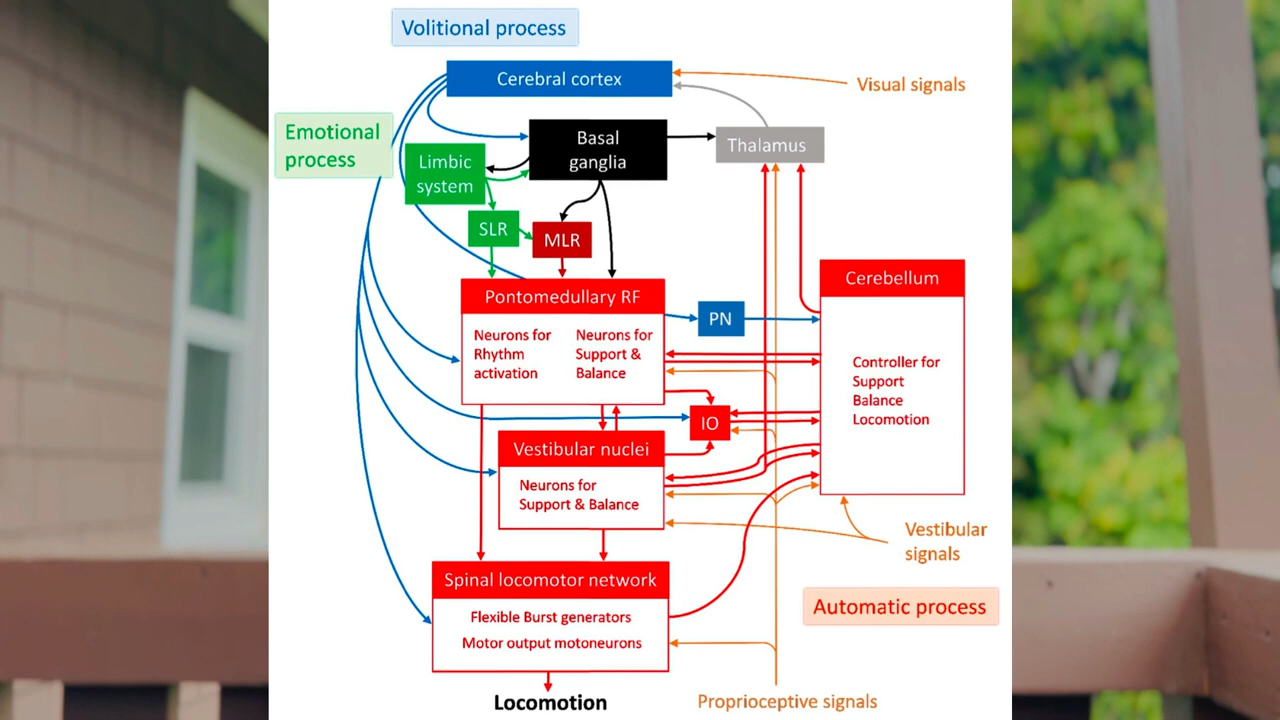 Volitional process
Cerebral cortex
Visual signals
Emotional
process
Basal
ganglia
Thalamus
Limbic
system
SLR
MLR
Cerebellum
Pontomedullary RF
PN
Neurons for
Rhythm
activation
Neurons for
Support &
Balance
Controller for
Support
Balance
Locomotion
IO
Vestibular nuclei
Neurons for
Support & Balance
Vestibular
signals
Spinal locomotor network
Flexible Burst generators
Motor output motoneurons
Automatic process
Locomotion
Proprioceptive signals